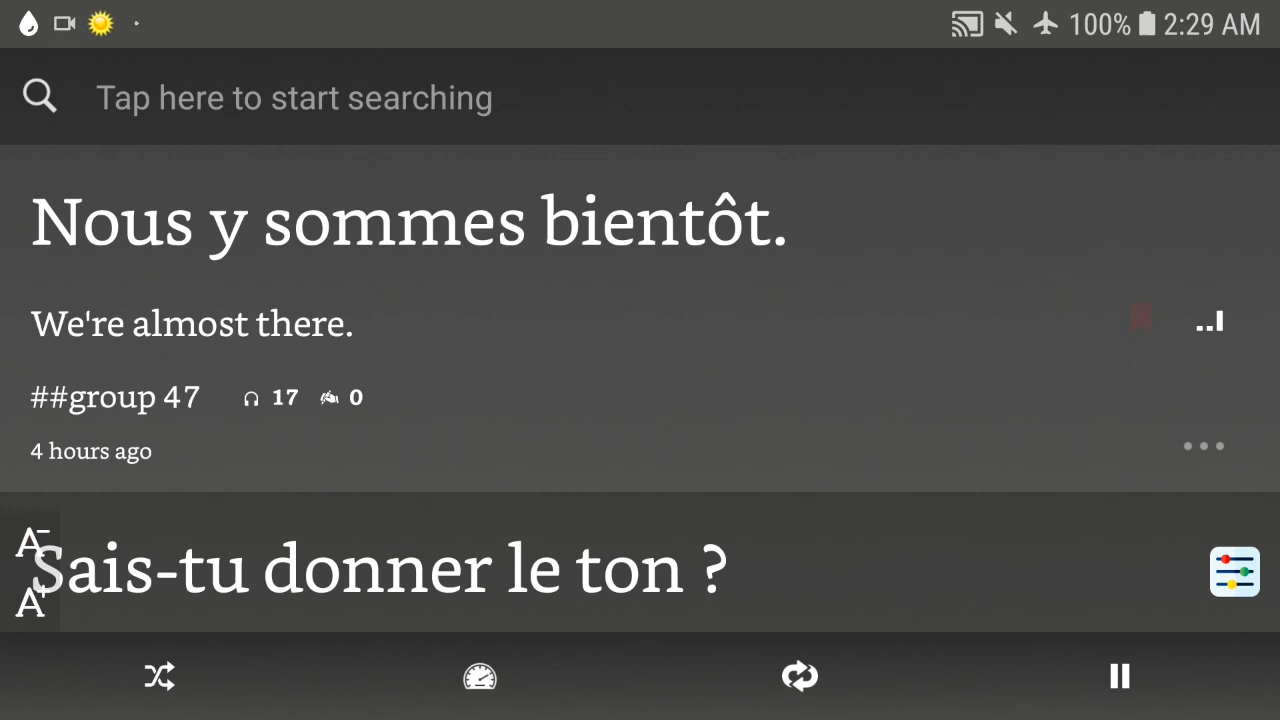 100% 2:29 AM
Tap here to start searching
Nous y sommes bientôt.
We're almost there.
##group 47 17 0
4 hours ago
A-
Sais-tu donner le ton ?
A+